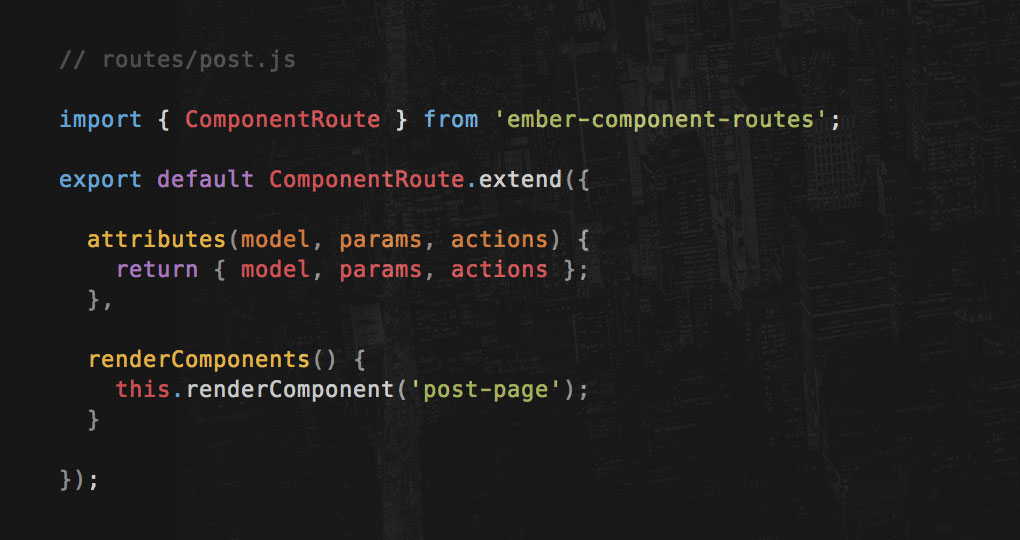 // routes/post.js
import { ComponentRoute } from 'ember-component-routes';
export default ComponentRoute.extend({
attributes(model, params, actions) {
return { model, params, actions };
},
renderComponents() {
this.renderComponent('post-page');
}
});